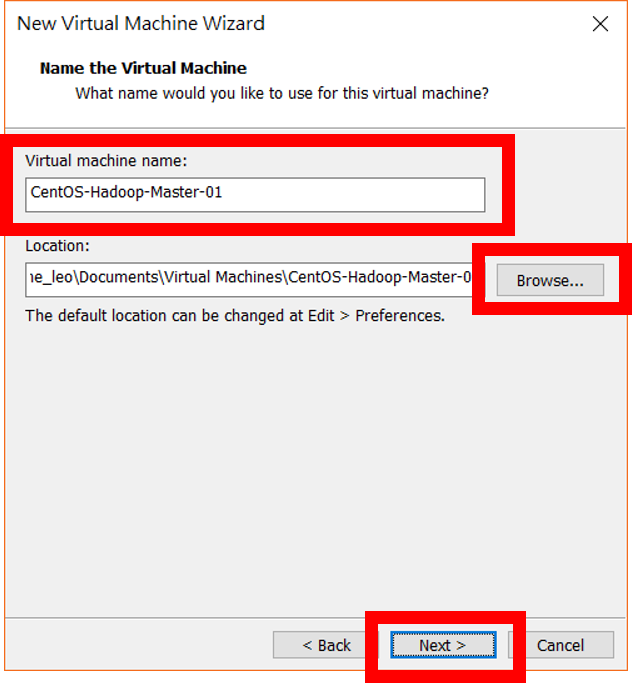 New Virtual Machine Wizard
Name the Virtual Machine
What name would you like to use for this virtual machine?
Virtual machine name:
CentOS-Hadoop-Master-01
Location:
ne_leo\Documents\Virtual Machines\CentOS-Hadoop-Master-0
Browse...
The default location can be changed at Edit > Preferences.
< Back
Next >
Cancel